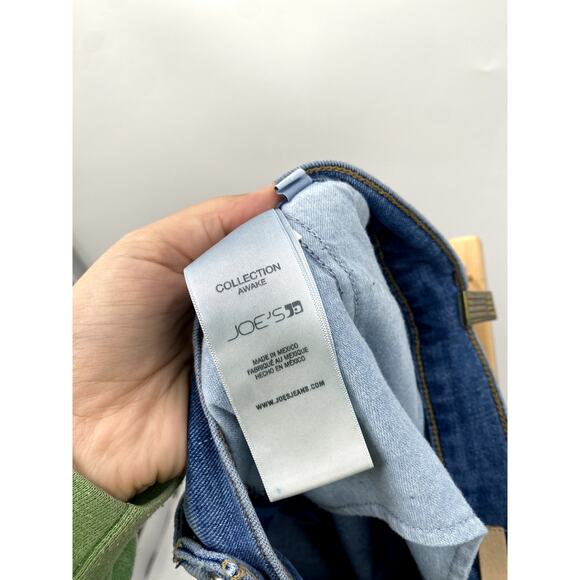 COLLECTION
AWAKE
JOE'S
MADE IN MEXICO
FABRIQUÉ AU MEXIQUE
HECHO EN MÉXICO
WWW.JOESJEANS.COM